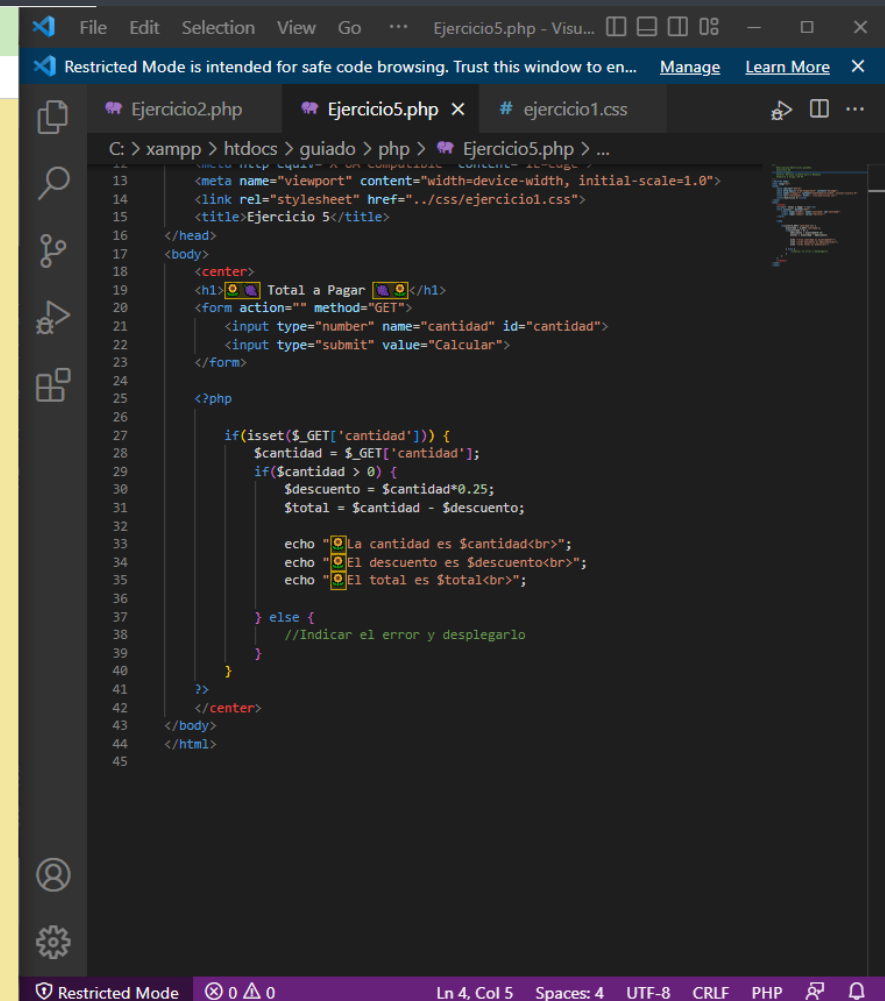 File Edit Selection View Go ··· Ejercicio5.php - Visu...
Restricted Mode is intended for safe code browsing. Trust this window to en... Manage Learn More
Ejercicio2.php Ejercicio5.php # ejercicio1.css
C: > xampp > htdocs > guiado > php > Ejercicio5.php > ...
13 <meta name="viewport" content="width=device-width, initial-scale=1.0">
14 <link rel="stylesheet" href="../css/ejercicio1.css">
15 <title>Ejercicio 5</title>
16 </head>
17 <body>
18 <center>
19 <h1>🌻🍇 Total a Pagar 🍇🌻</h1>
20 <form action="" method="GET">
21 <input type="number" name="cantidad" id="cantidad">
22 <input type="submit" value="Calcular">
23 </form>
24
25 <?php
26
27 if(isset($_GET['cantidad'])) {
28 $cantidad = $_GET['cantidad'];
29 if($cantidad > 0) {
30 $descuento = $cantidad*0.25;
31 $total = $cantidad - $descuento;
32
33 echo "🌻La cantidad es $cantidad<br>";
34 echo "🌻El descuento es $descuento<br>";
35 echo "🌻El total es $total<br>";
36
37 } else {
38 //Indicar el error y desplegarlo
39 }
40 }
41 ?>
42 </center>
43 </body>
44 </html>
45
Restricted Mode 0 0 Ln 4, Col 5 Spaces: 4 UTF-8 CRLF PHP